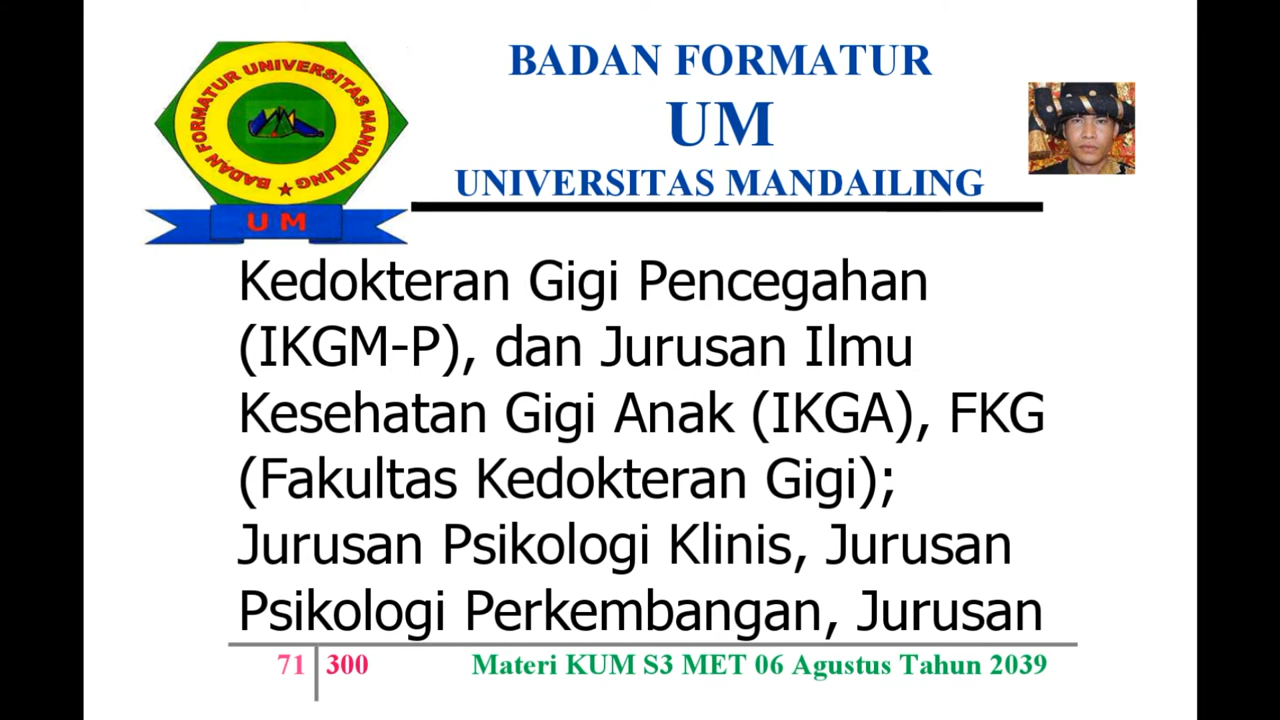 BADAN FORMATUR UNIVERSITAS MANDAILING
U M
BADAN FORMATUR
UM
UNIVERSITAS MANDAILING
Kedokteran Gigi Pencegahan
(IKGM-P), dan Jurusan Ilmu
Kesehatan Gigi Anak (IKGA), FKG
(Fakultas Kedokteran Gigi);
Jurusan Psikologi Klinis, Jurusan
Psikologi Perkembangan, Jurusan
71 300 Materi KUM S3 MET 06 Agustus Tahun 2039